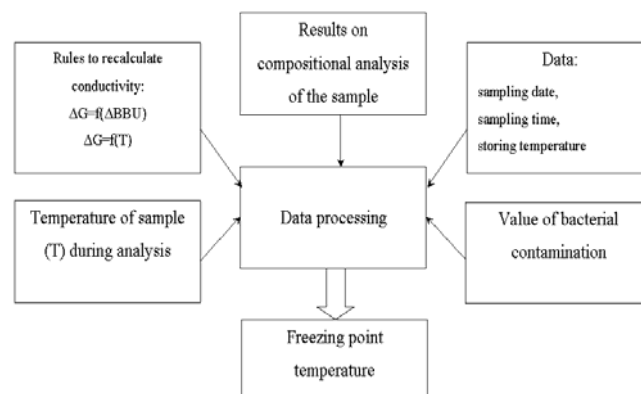 Rules to recalculate
conductivity:
ΔG=f(ΔBBU)
ΔG=f(T)
Results on
compositional analysis
of the sample
Data:
sampling date,
sampling time,
storing temperature
Temperature of sample
(T) during analysis
Data processing
Value of bacterial
contamination
Freezing point
temperature